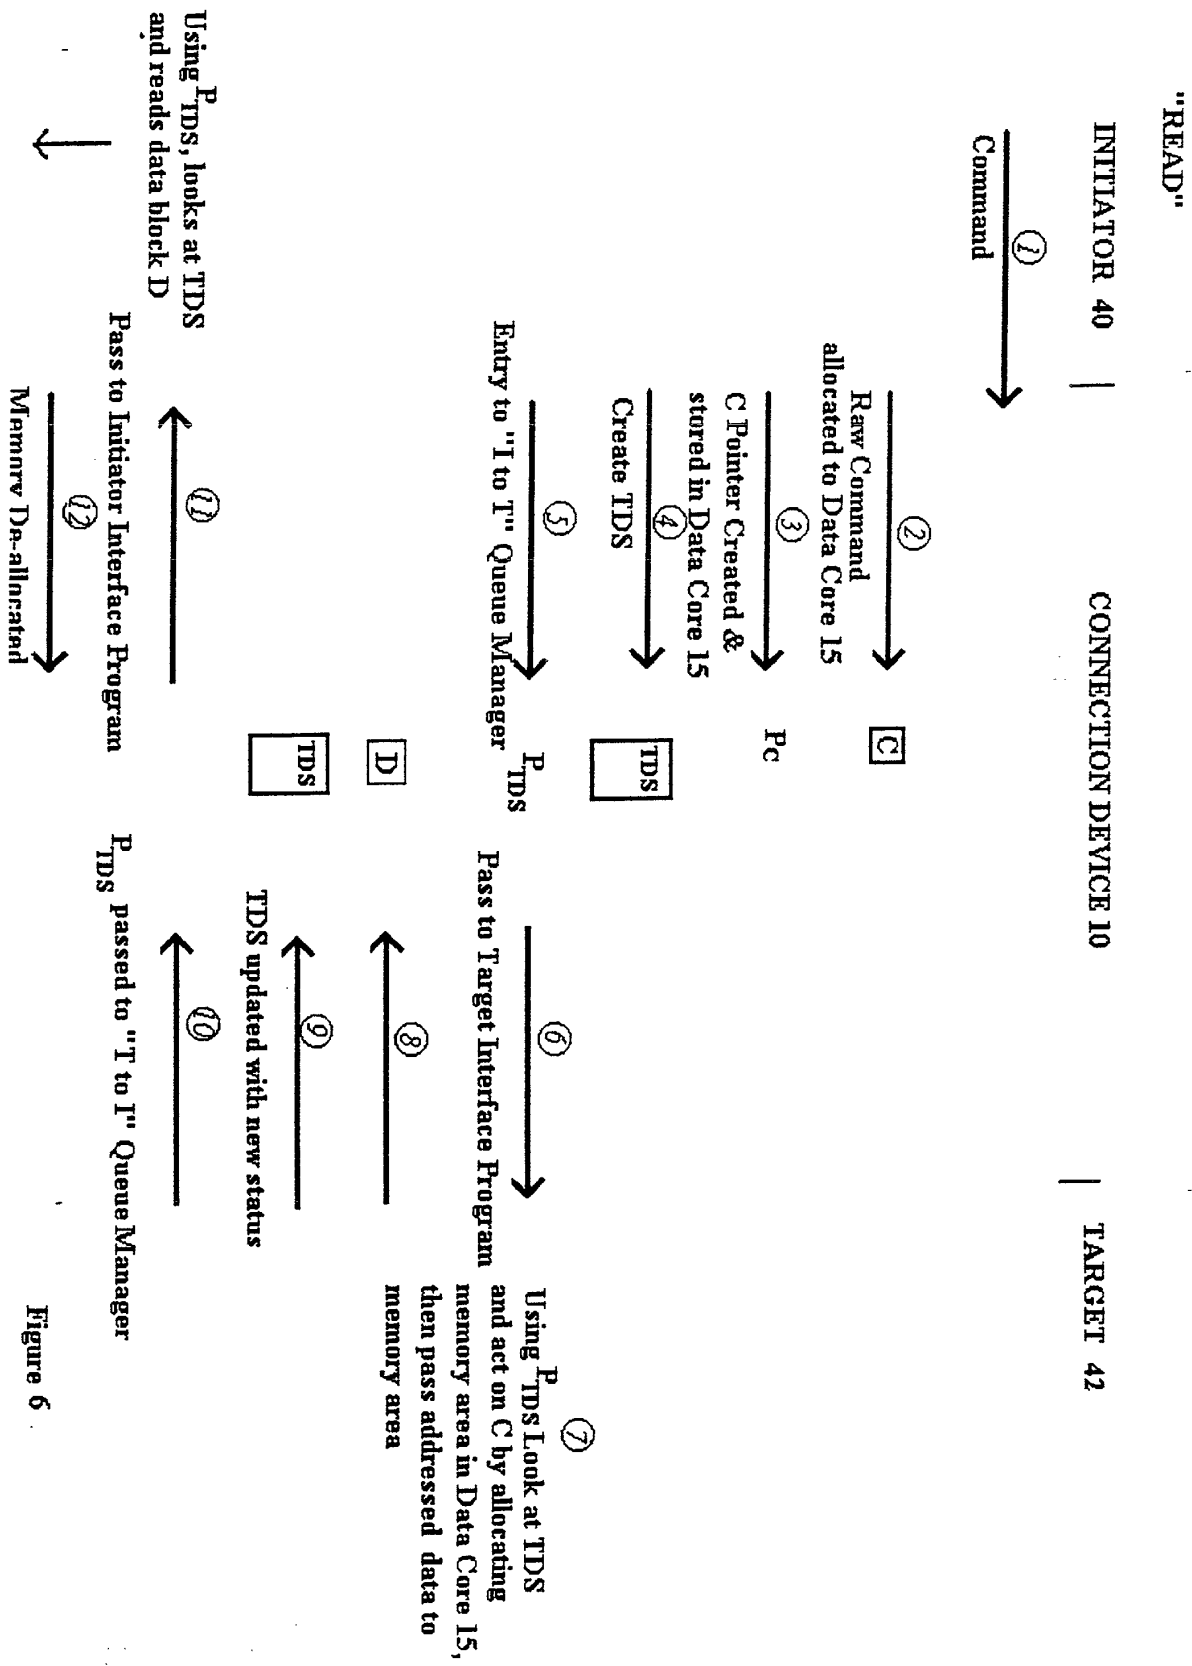 "READ"
INITIATOR 40
CONNECTION DEVICE 10
TARGET 42
1
Command
2
Raw Command
allocated to Data Core 15
C
3
C Pointer Created &
stored in Data Core 15
PC
4
Create TDS
TDS
5
Entry to "I to T" Queue Manager
PTDS
6
Pass to Target Interface Program
7
Using PTDS Look at TDS
and act on C by allocating
memory area in Data Core 15,
then pass addressed data to
memory area
8
D
9
TDS updated with new status
TDS
10
PTDS passed to "T to I" Queue Manager
11
Pass to Initiator Interface Program
Using PTDS, looks at TDS
and reads data block D
12
Memory De-allocated
Figure 6